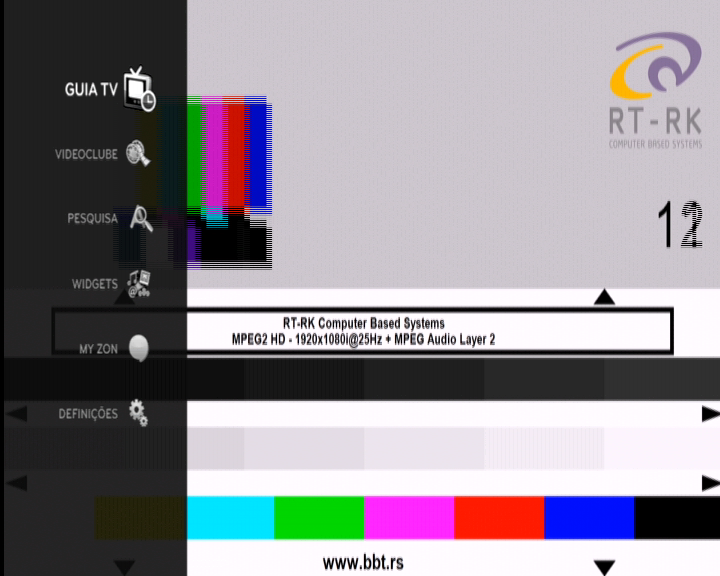 GUIA TV
VIDEOCLUBE
PESQUISA
WIDGETS
MY ZON
DEFINIÇÕES
RT-RK
COMPUTER BASED SYSTEMS
RT-RK Computer Based Systems
MPEG2 HD - 1920x1080i@25Hz + MPEG Audio Layer 2
www.bbt.rs